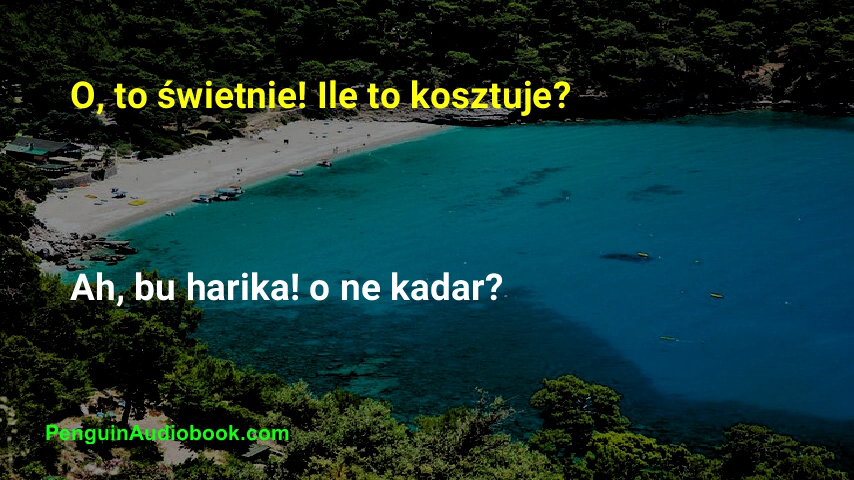 O, to świetnie! Ile to kosztuje?
Ah, bu harika! o ne kadar?
PenguinAudiobook.com